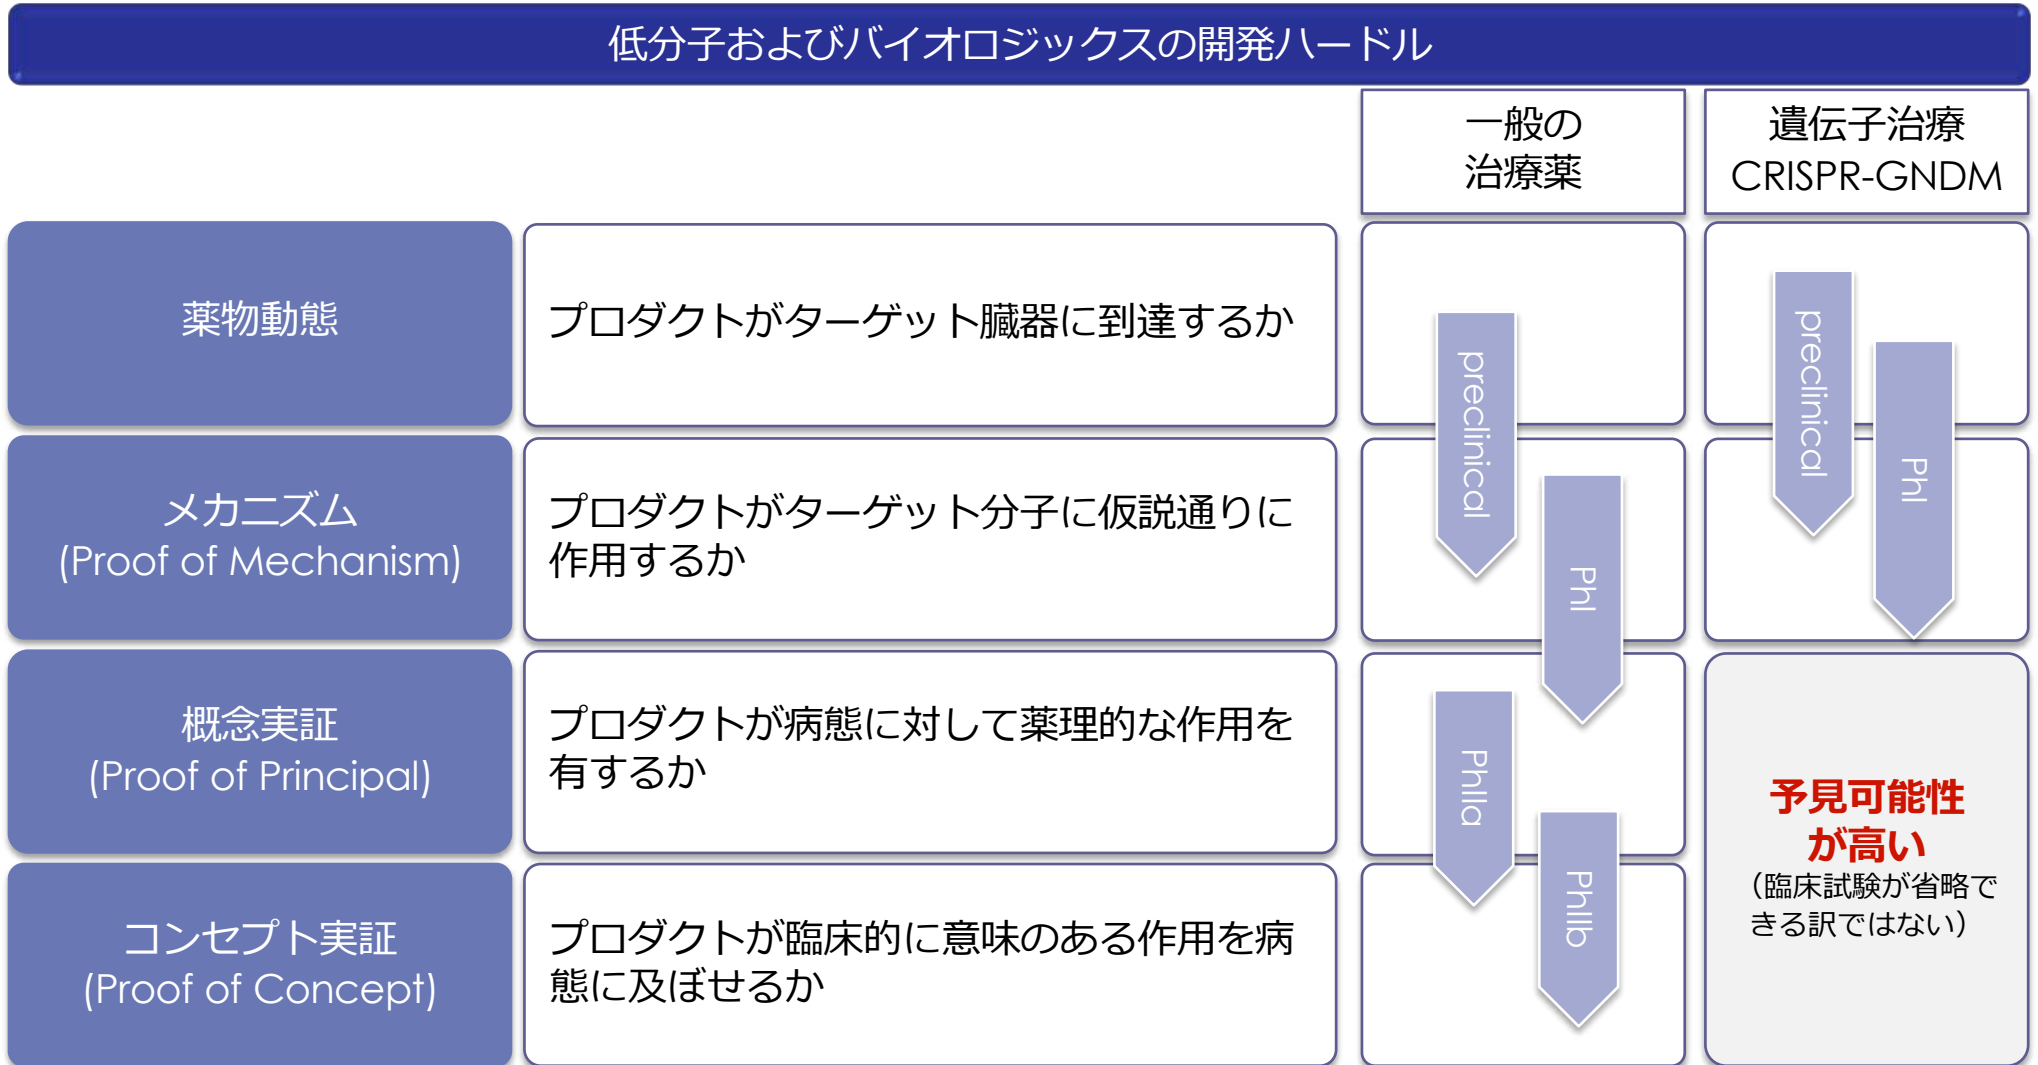 低分子およびバイオロジックスの開発ハードル
一般の
治療薬
遺伝子治療
CRISPR-GNDM
薬物動態
プロダクトがターゲット臓器に到達するか
preclinical
preclinical
PhI
メカニズム
(Proof of Mechanism)
プロダクトがターゲット分子に仮説通りに
作用するか
PhI
概念実証
(Proof of Principal)
プロダクトが病態に対して薬理的な作用を
有するか
PhIIa
予見可能性
が高い
（臨床試験が省略で
きる訳ではない）
コンセプト実証
(Proof of Concept)
プロダクトが臨床的に意味のある作用を病
態に及ぼせるか
PhIIb